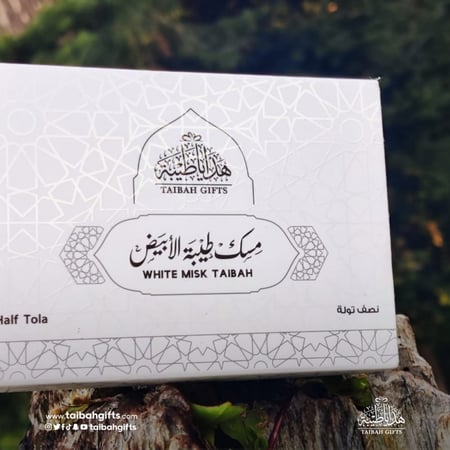 هدايا طيبة
TAIBAH GIFTS
مسك طيبة الأبيض
WHITE MISK TAIBAH
Half Tola
نصف تولة
www.taibahgifts.com
taibahgifts
هدايا طيبة
TAIBAH GIFTS